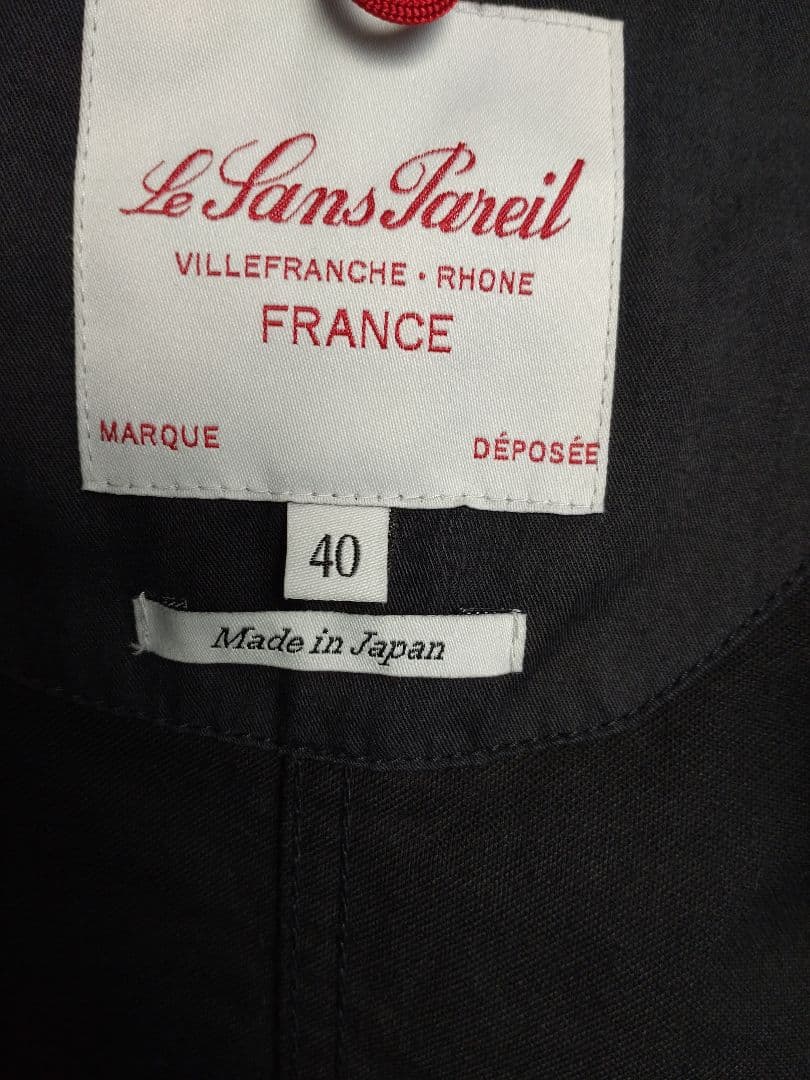 Le Sans Pareil
VILLEFRANCHE · RHONE
FRANCE
MARQUE DÉPOSÉE
40
Made in Japan